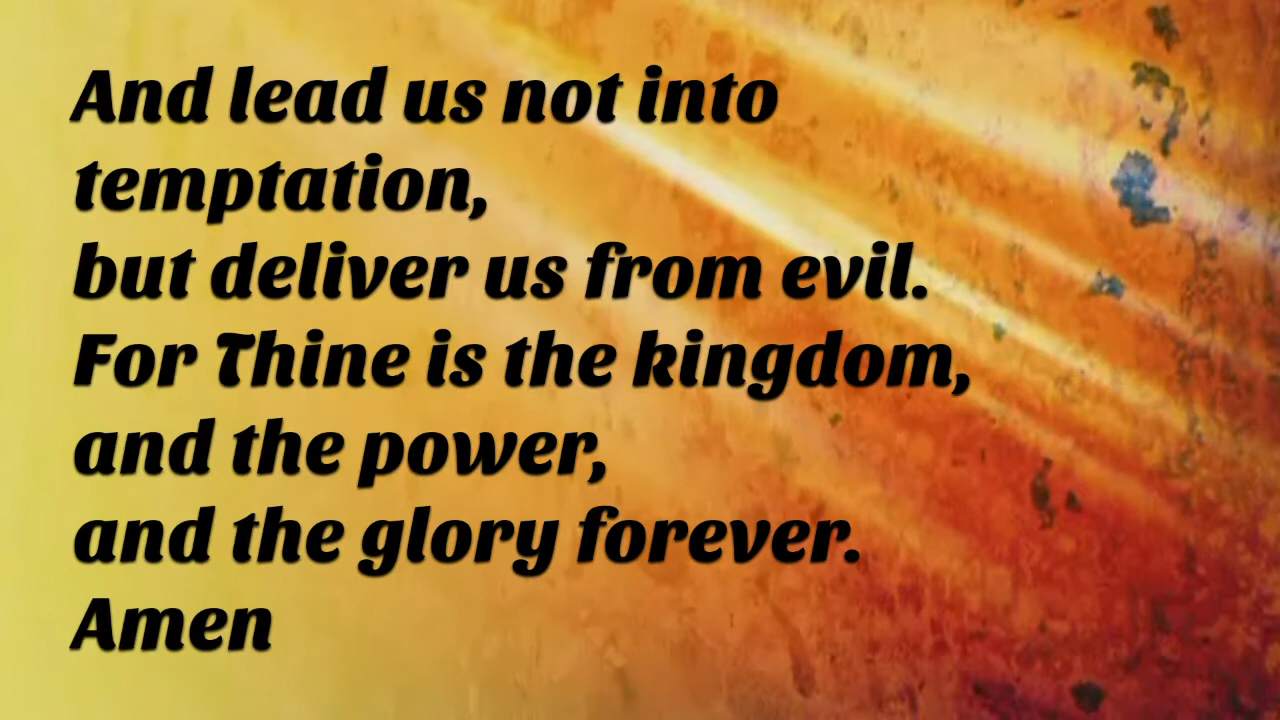 And lead us not into
temptation,
but deliver us from evil.
For Thine is the kingdom,
and the power,
and the glory forever.
Amen